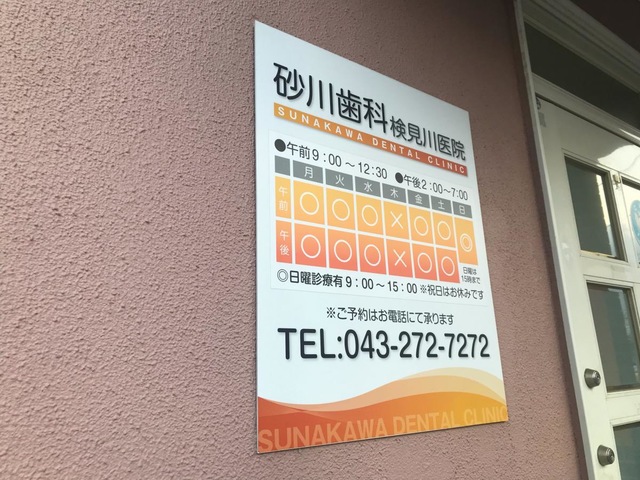 砂川歯科 検見川医院
SUNAKAWA DENTAL CLINIC
●午前9:00～12:30 ●午後2:00～7:00
月 火 水 木 金 土 日
午前 ○ ○ ○ × ○ ○ ◎
午後 ○ ○ ○ × ○ ○ 日曜は15時まで
◎日曜診療有9:00～15:00 ※祝日はお休みです
※ご予約はお電話にて承ります
TEL:043-272-7272
SUNAKAWA DENTAL CLINIC